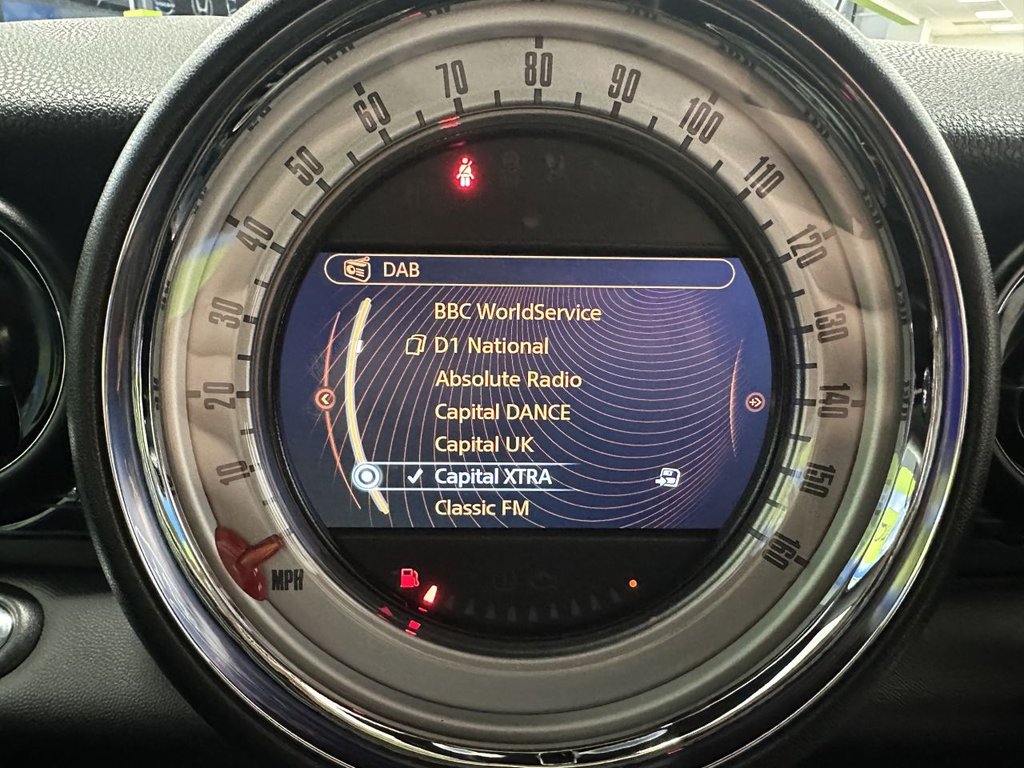 10
20
30
40
50
60
70
80
90
100
110
120
130
140
150
160
MPH
DAB
BBC WorldService
D1 National
Absolute Radio
Capital DANCE
Capital UK
Capital XTRA
Classic FM